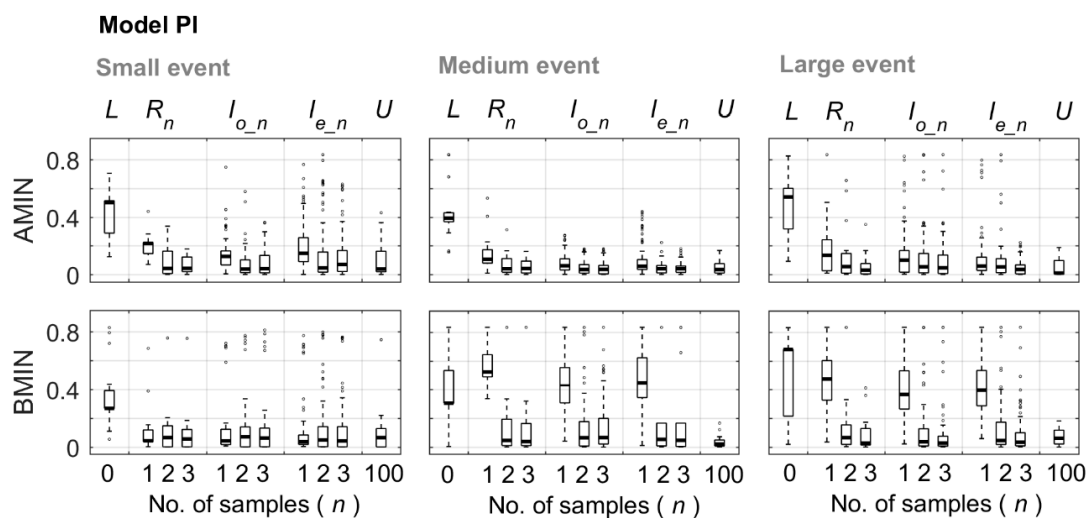 Model PI
Small event Medium event Large event
L R_n I_o_n I_e_n U L R_n I_o_n I_e_n U L R_n I_o_n I_e_n U
AMIN
0.8
0.4
0
BMIN
0.8
0.4
0
0 1 2 3 1 2 3 1 2 3 100 0 1 2 3 1 2 3 1 2 3 100 0 1 2 3 1 2 3 1 2 3 100
No. of samples ( n ) No. of samples ( n ) No. of samples ( n )